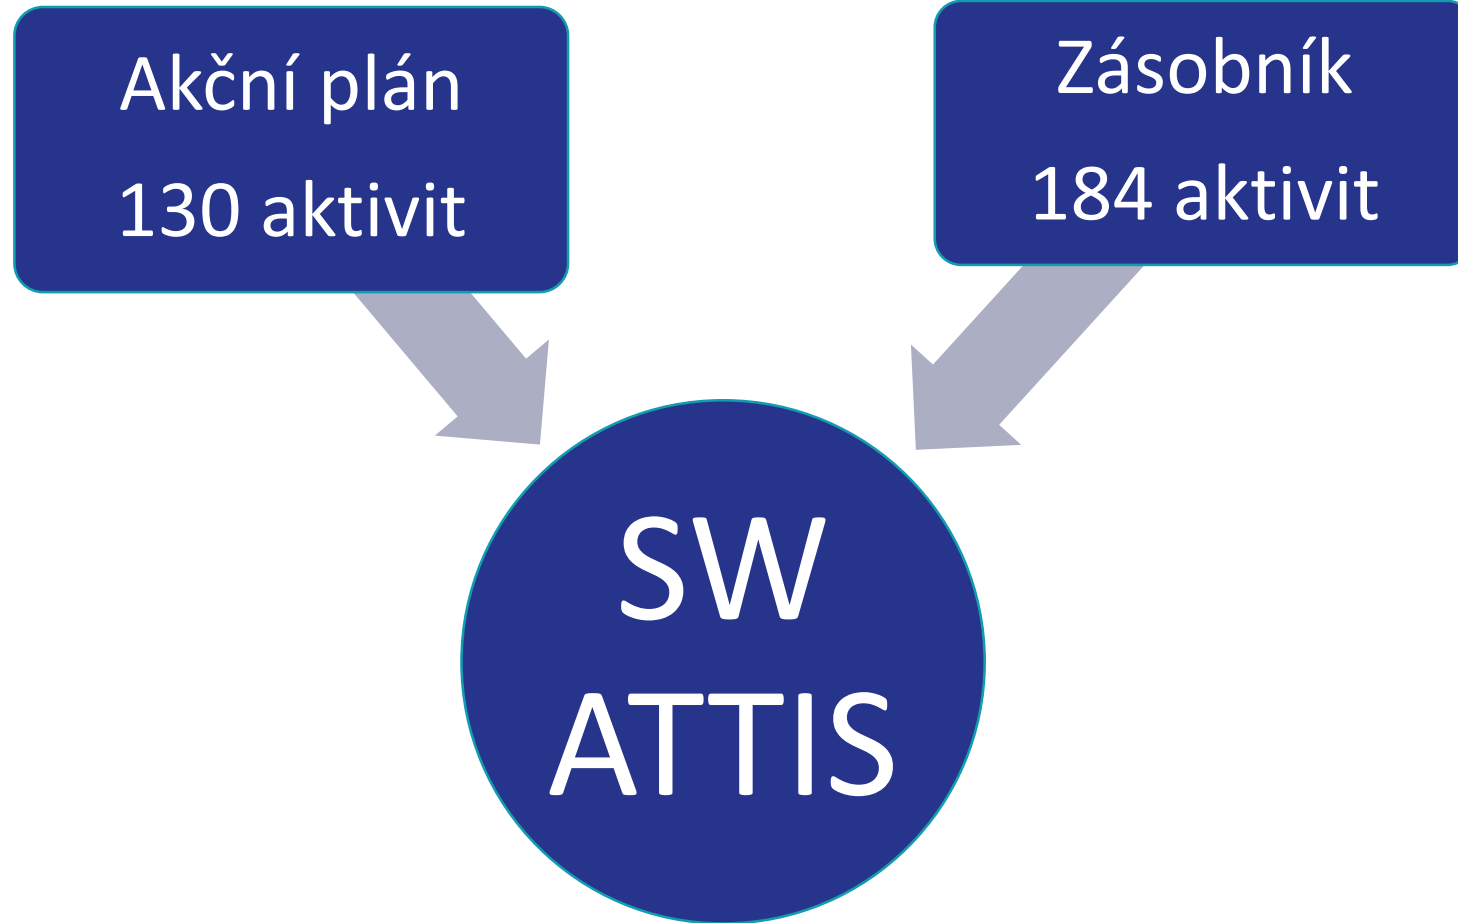 Akční plán
130 aktivit
Zásobník
184 aktivit
SW
ATTIS